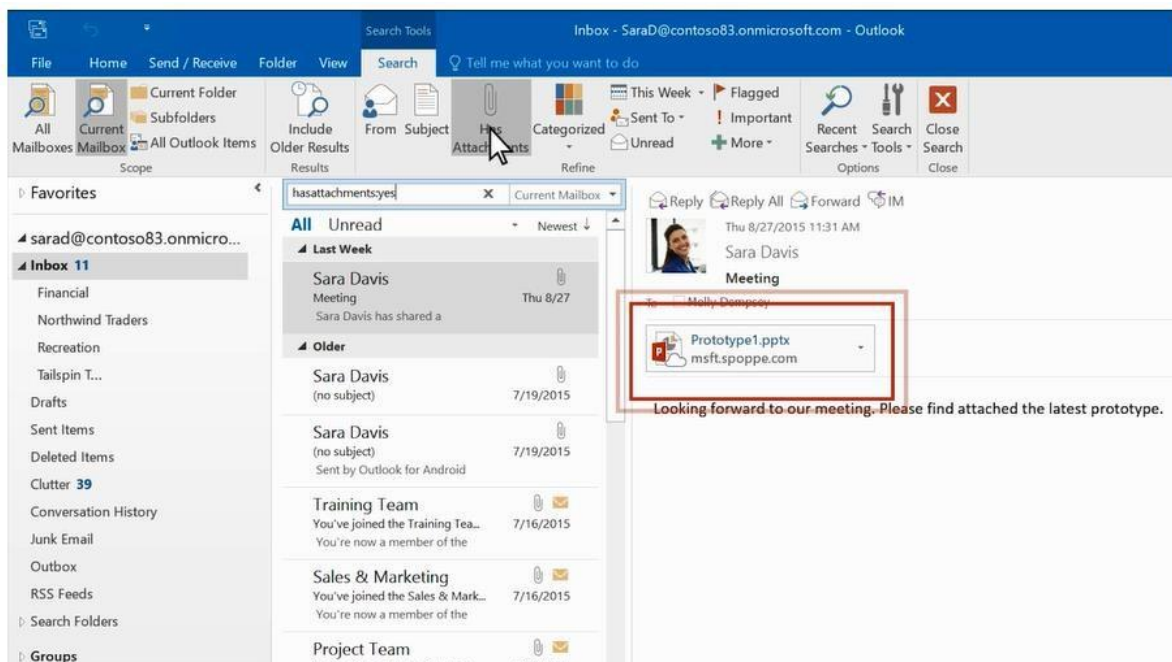 Search Tools
Inbox - SaraD@contoso83.onmicrosoft.com - Outlook
File Home Send / Receive Folder View Search Tell me what you want to do
All Mailboxes
Current Mailbox
Current Folder
Subfolders
All Outlook Items
Scope
Include Older Results
Results
From
Subject
Has Attachments
Categorized
This Week
Sent To
Unread
Flagged
Important
More
Refine
Recent Searches
Search Tools
Options
Close Search
Close
Favorites
sarad@contoso83.onmicro...
Inbox 11
Financial
Northwind Traders
Recreation
Tailspin T...
Drafts
Sent Items
Deleted Items
Clutter 39
Conversation History
Junk Email
Outbox
RSS Feeds
Search Folders
Groups
hasattachments:yes
Current Mailbox
All Unread Newest ↓
Last Week
Sara Davis
Meeting Thu 8/27
Sara Davis has shared a
Older
Sara Davis
(no subject) 7/19/2015
Sara Davis
(no subject) 7/19/2015
Sent by Outlook for Android
Training Team
You've joined the Training Tea... 7/16/2015
You're now a member of the
Sales & Marketing
You've joined the Sales & Mark... 7/16/2015
You're now a member of the
Project Team
Reply Reply All Forward IM
Thu 8/27/2015 11:31 AM
Sara Davis
Meeting
To Molly Dempsey
Prototype1.pptx
msft.spoppe.com
Looking forward to our meeting. Please find attached the latest prototype.